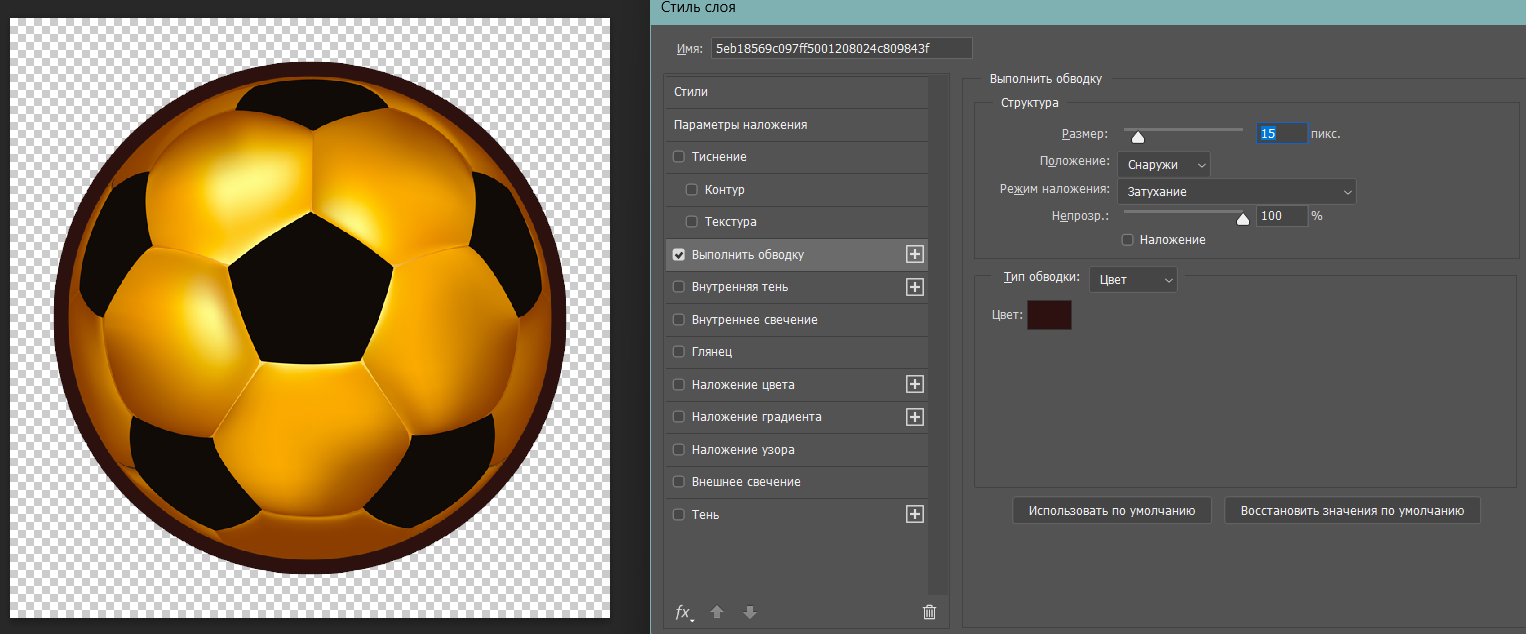 Стиль слоя
Имя: 5eb18569c097ff5001208024c809843f
Стили
Параметры наложения
Тиснение
Контур
Текстура
Выполнить обводку
Внутренняя тень
Внутреннее свечение
Глянец
Наложение цвета
Наложение градиента
Наложение узора
Внешнее свечение
Тень
fx
Выполнить обводку
Структура
Размер: 15 пикс.
Положение: Снаружи
Режим наложения: Затухание
Непрозр.: 100 %
Наложение
Тип обводки: Цвет
Цвет:
Использовать по умолчанию Восстановить значения по умолчанию